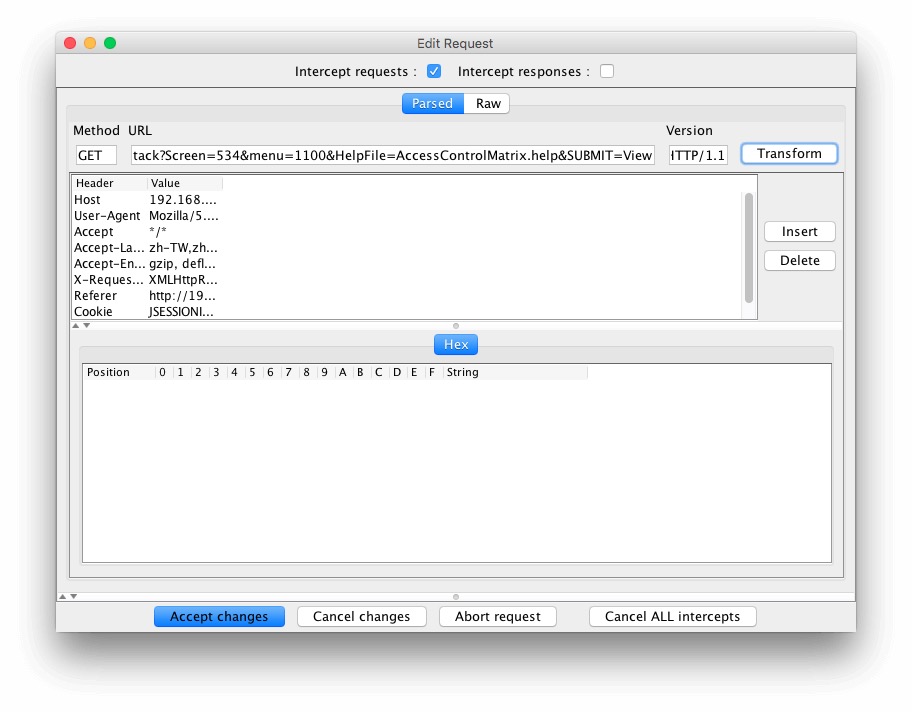 Edit Request
Intercept requests : Intercept responses :
Parsed Raw
Method URL Version
GET tack?Screen=534&menu=1100&HelpFile=AccessControlMatrix.help&SUBMIT=View HTTP/1.1 Transform
Header Value
Host 192.168....
User-Agent Mozilla/5....
Accept */*
Accept-La... zh-TW,zh...
Accept-En... gzip, defl...
X-Reques... XMLHttpR...
Referer http://19...
Cookie JSESSIONI...
Insert
Delete
Hex
Position 0 1 2 3 4 5 6 7 8 9 A B C D E F String
Accept changes Cancel changes Abort request Cancel ALL intercepts